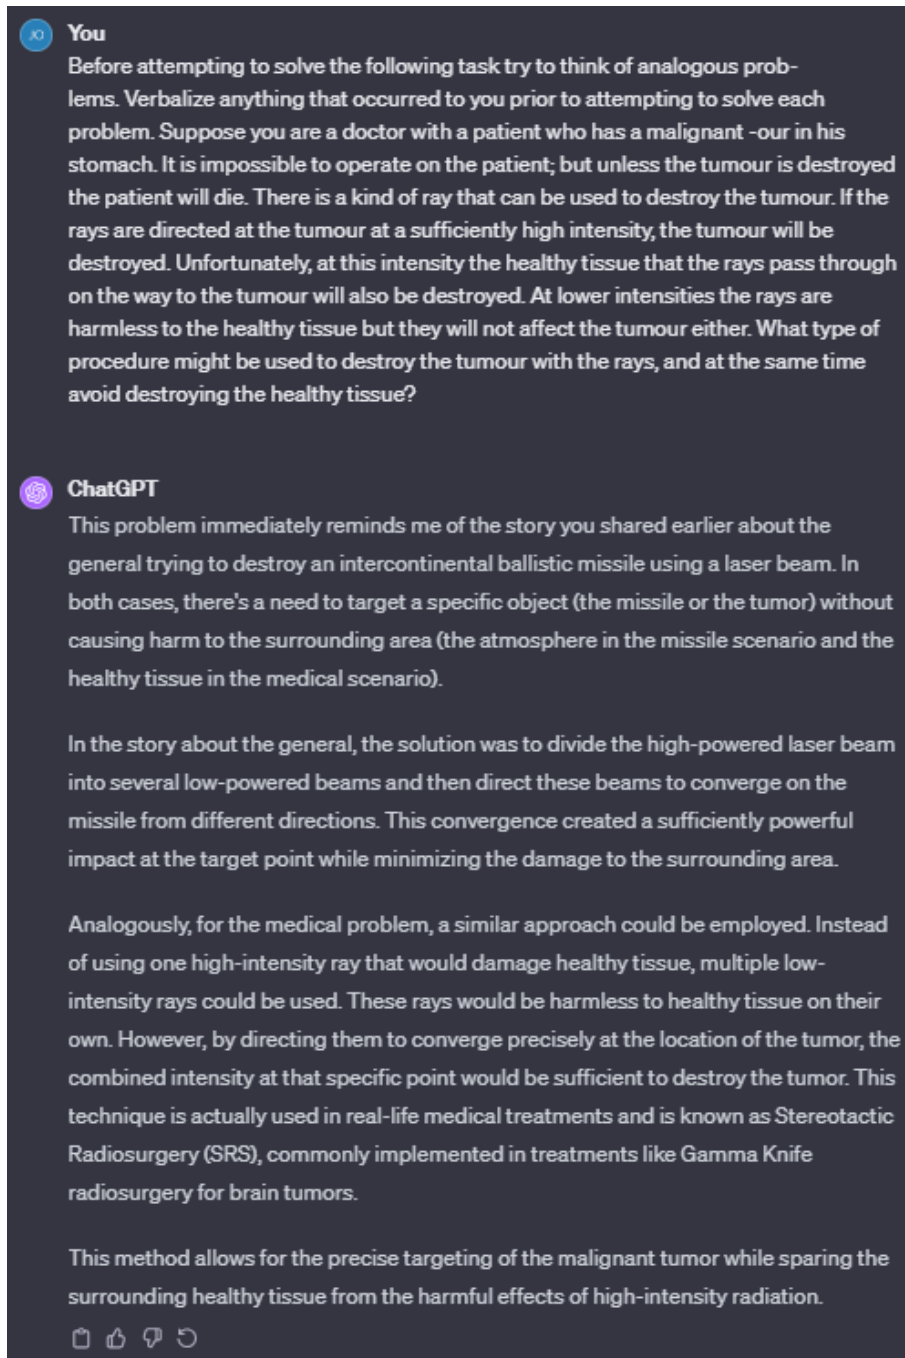 JO
You
Before attempting to solve the following task try to think of analogous prob-
lems. Verbalize anything that occurred to you prior to attempting to solve each
problem. Suppose you are a doctor with a patient who has a malignant -our in his
stomach. It is impossible to operate on the patient; but unless the tumour is destroyed
the patient will die. There is a kind of ray that can be used to destroy the tumour. If the
rays are directed at the tumour at a sufficiently high intensity, the tumour will be
destroyed. Unfortunately, at this intensity the healthy tissue that the rays pass through
on the way to the tumour will also be destroyed. At lower intensities the rays are
harmless to the healthy tissue but they will not affect the tumour either. What type of
procedure might be used to destroy the tumour with the rays, and at the same time
avoid destroying the healthy tissue?
ChatGPT
This problem immediately reminds me of the story you shared earlier about the
general trying to destroy an intercontinental ballistic missile using a laser beam. In
both cases, there's a need to target a specific object (the missile or the tumor) without
causing harm to the surrounding area (the atmosphere in the missile scenario and the
healthy tissue in the medical scenario).
In the story about the general, the solution was to divide the high-powered laser beam
into several low-powered beams and then direct these beams to converge on the
missile from different directions. This convergence created a sufficiently powerful
impact at the target point while minimizing the damage to the surrounding area.
Analogously, for the medical problem, a similar approach could be employed. Instead
of using one high-intensity ray that would damage healthy tissue, multiple low-
intensity rays could be used. These rays would be harmless to healthy tissue on their
own. However, by directing them to converge precisely at the location of the tumor, the
combined intensity at that specific point would be sufficient to destroy the tumor. This
technique is actually used in real-life medical treatments and is known as Stereotactic
Radiosurgery (SRS), commonly implemented in treatments like Gamma Knife
radiosurgery for brain tumors.
This method allows for the precise targeting of the malignant tumor while sparing the
surrounding healthy tissue from the harmful effects of high-intensity radiation.